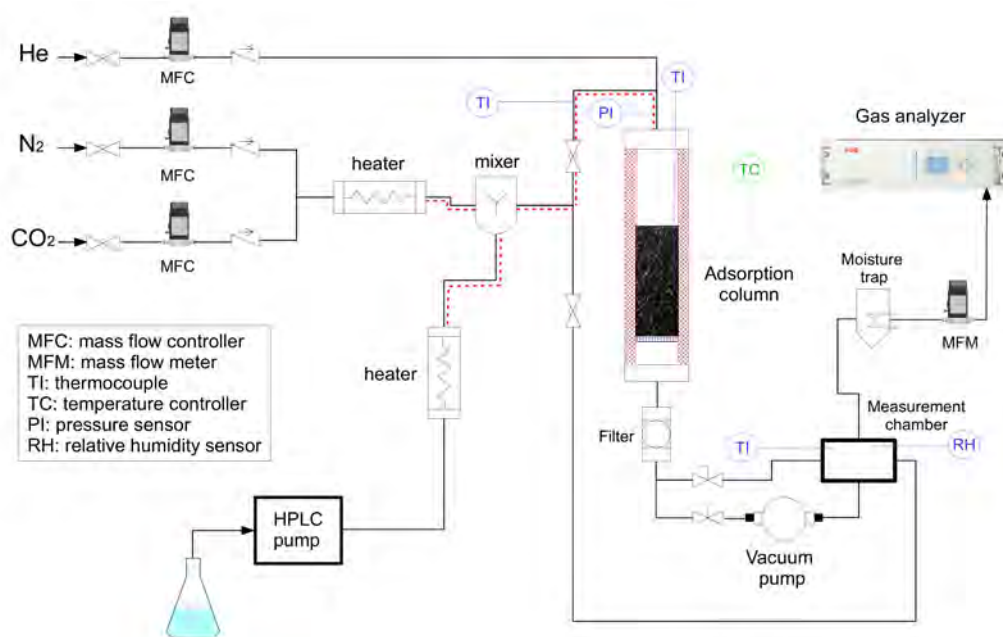 He
MFC
TI
TI
PI
N2
MFC
heater
mixer
TC
Gas analyzer
ABB
CO2
MFC
Adsorption
column
Moisture
trap
MFM
MFC: mass flow controller
MFM: mass flow meter
TI: thermocouple
TC: temperature controller
PI: pressure sensor
RH: relative humidity sensor
heater
Filter
Measurement
chamber
TI
RH
HPLC
pump
Vacuum
pump